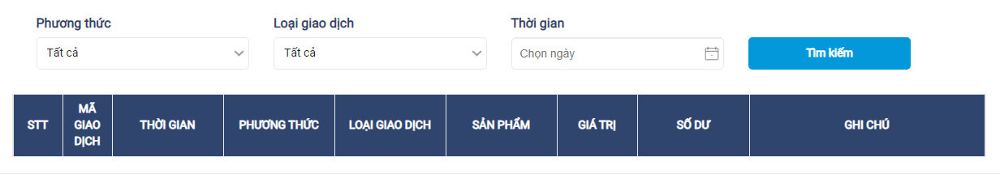 Phương thức Loại giao dịch Thời gian
Tất cả Tất cả Chọn ngày Tìm kiếm
STT MÃ GIAO DỊCH THỜI GIAN PHƯƠNG THỨC LOẠI GIAO DỊCH SẢN PHẨM GIÁ TRỊ SỐ DƯ GHI CHÚ